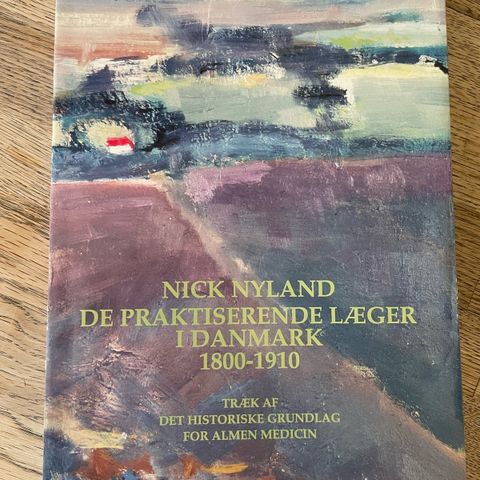 NICK NYLAND
DE PRAKTISERENDE LÆGER
I DANMARK
1800-1910
TRÆK AF
DET HISTORISKE GRUNDLAG
FOR ALMEN MEDICIN